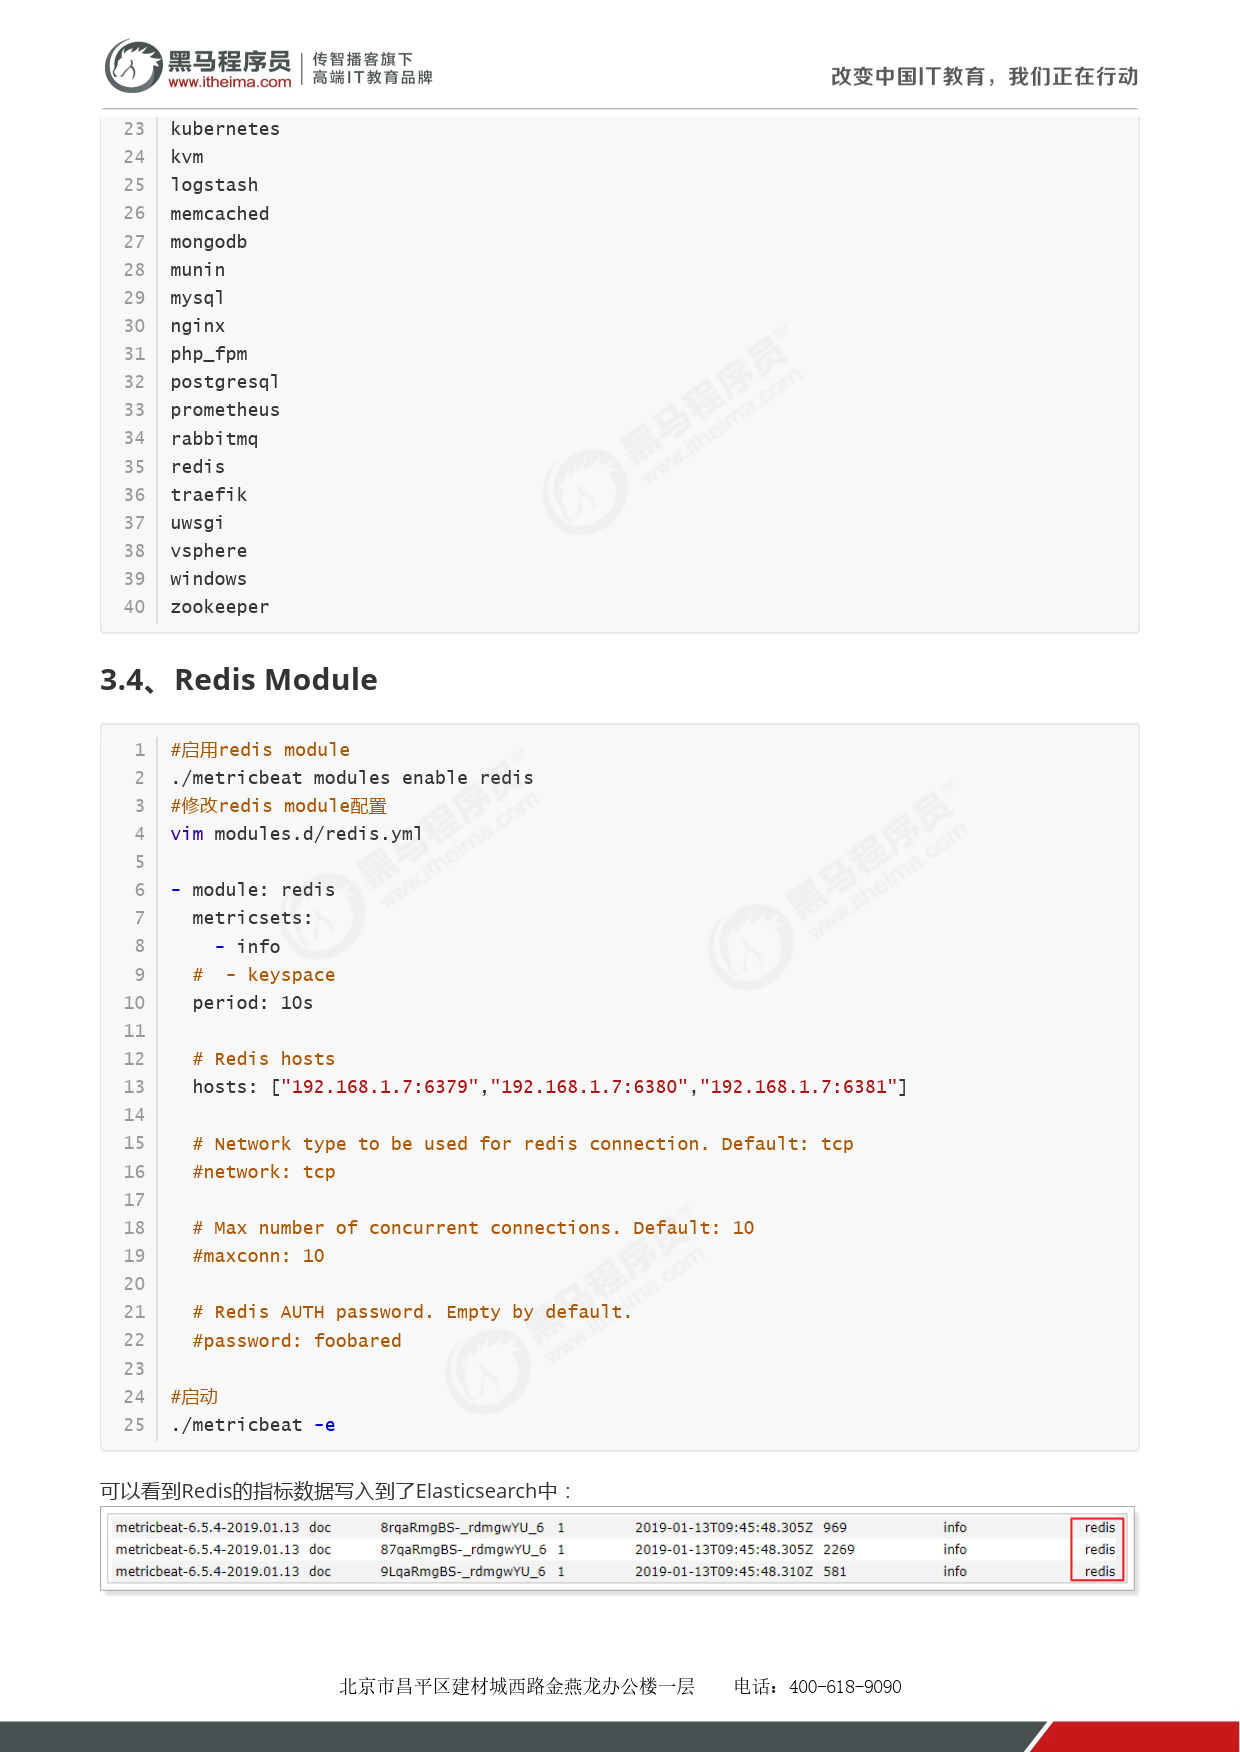 黑马程序员
www.itheima.com
传智播客旗下
高端IT教育品牌
改变中国IT教育，我们正在行动
23 kubernetes
24 kvm
25 logstash
26 memcached
27 mongodb
28 munin
29 mysql
30 nginx
31 php_fpm
32 postgresql
33 prometheus
34 rabbitmq
35 redis
36 traefik
37 uwsgi
38 vsphere
39 windows
40 zookeeper
3.4、Redis Module
1 #启用redis module
2 ./metricbeat modules enable redis
3 #修改redis module配置
4 vim modules.d/redis.yml
5
6 - module: redis
7   metricsets:
8     - info
9   #  - keyspace
10   period: 10s
11
12   # Redis hosts
13   hosts: ["192.168.1.7:6379","192.168.1.7:6380","192.168.1.7:6381"]
14
15   # Network type to be used for redis connection. Default: tcp
16   #network: tcp
17
18   # Max number of concurrent connections. Default: 10
19   #maxconn: 10
20
21   # Redis AUTH password. Empty by default.
22   #password: foobared
23
24 #启动
25 ./metricbeat -e
可以看到Redis的指标数据写入到了Elasticsearch中：
metricbeat-6.5.4-2019.01.13 doc 8rqaRmgBS-_rdmgwYU_6 1 2019-01-13T09:45:48.305Z 969 info redis
metricbeat-6.5.4-2019.01.13 doc 87qaRmgBS-_rdmgwYU_6 1 2019-01-13T09:45:48.305Z 2269 info redis
metricbeat-6.5.4-2019.01.13 doc 9LqaRmgBS-_rdmgwYU_6 1 2019-01-13T09:45:48.310Z 581 info redis
北京市昌平区建材城西路金燕龙办公楼一层 电话：400-618-9090